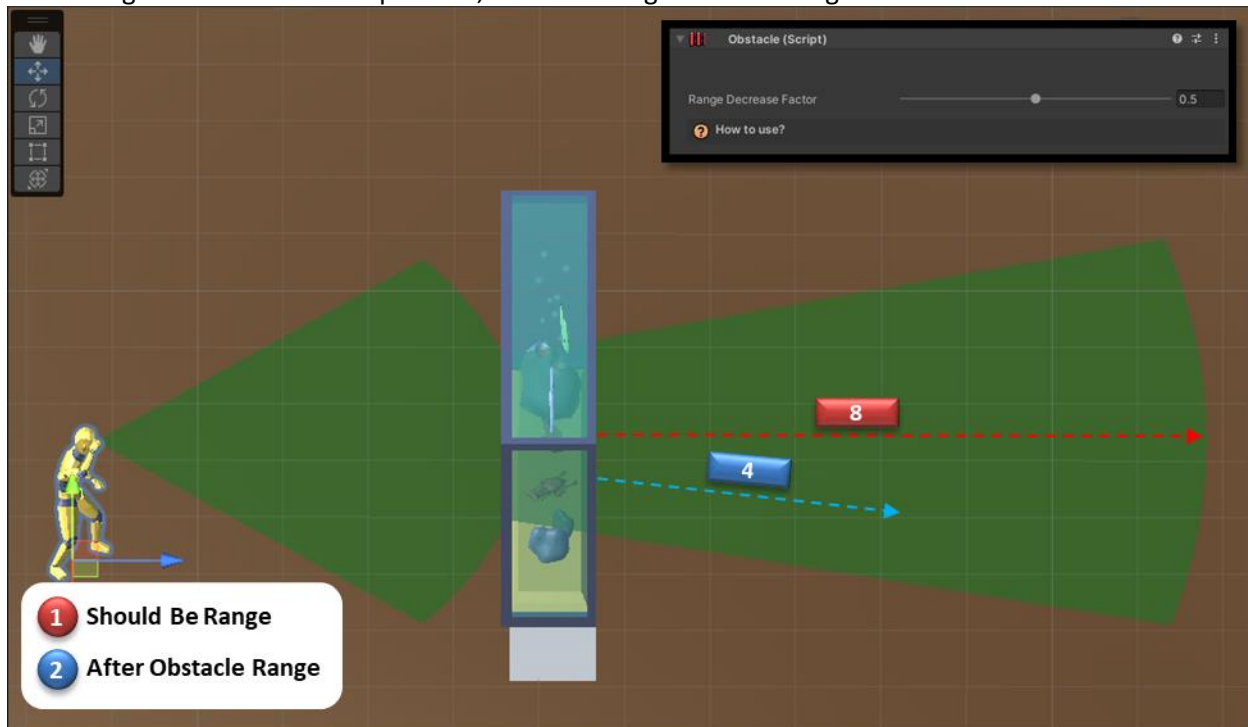 Obstacle (Script)
Range Decrease Factor
0.5
? How to use?
8
4
1 Should Be Range
2 After Obstacle Range